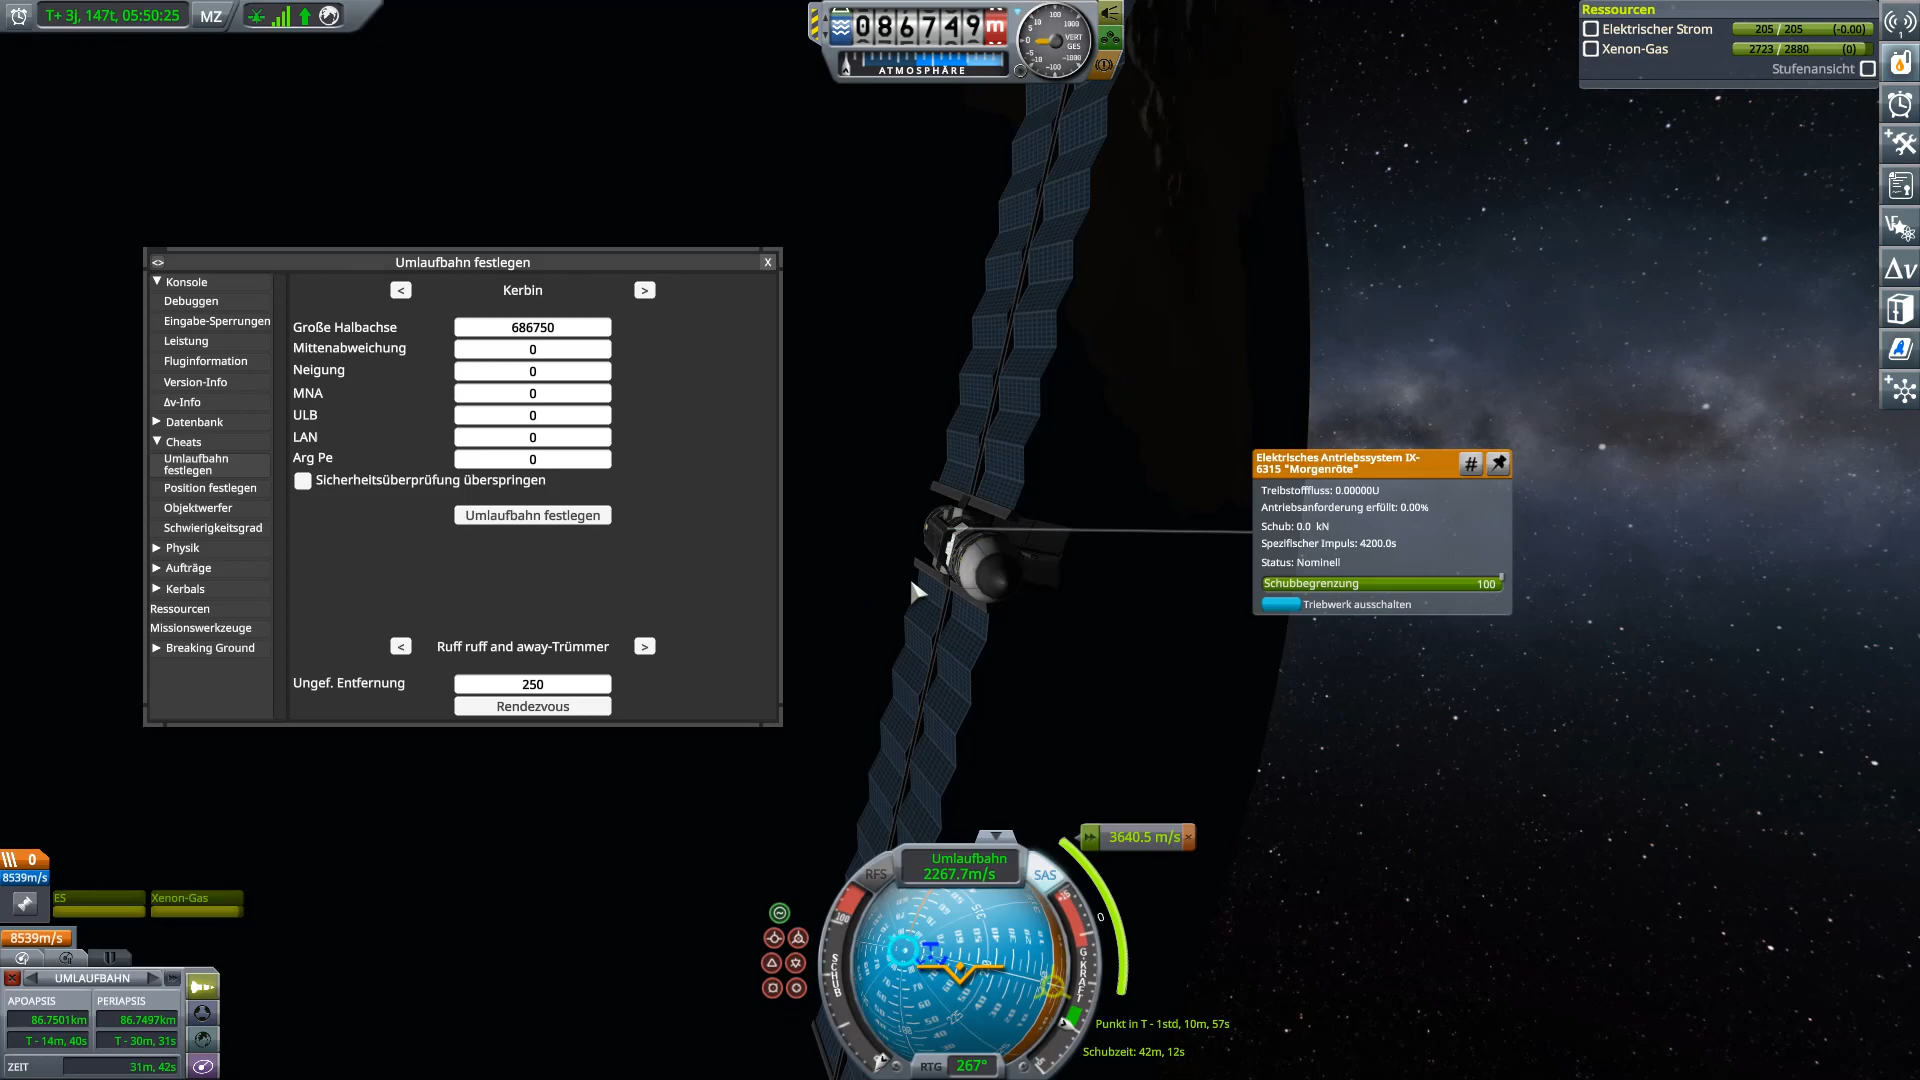 T+ 3j, 147t, 05:50:25
MZ
086749 m
ATMOSPHÄRE
VERT
GES
Ressourcen
Elektrischer Strom 205 / 205 (-0.00)
Xenon-Gas 2723 / 2880 (0)
Stufenansicht
Umlaufbahn festlegen
X
Konsole
Debuggen
Eingabe-Sperrungen
Leistung
Fluginformation
Version-Info
Δv-Info
Datenbank
Cheats
Umlaufbahn
festlegen
Position festlegen
Objektwerfer
Schwierigkeitsgrad
Physik
Aufträge
Kerbals
Ressourcen
Missionswerkzeuge
Breaking Ground
< Kerbin >
Große Halbachse 686750
Mittenabweichung 0
Neigung 0
MNA 0
ULB 0
LAN 0
Arg Pe 0
Sicherheitsüberprüfung überspringen
Umlaufbahn festlegen
< Ruff ruff and away-Trümmer >
Ungef. Entfernung 250
Rendezvous
Elektrisches Antriebssystem IX-
6315 "Morgenröte"
#
Treibstofffluss: 0.00000U
Antriebsanforderung erfüllt: 0.00%
Schub: 0.0 kN
Spezifischer Impuls: 4200.0s
Status: Nominell
Schubbegrenzung 100
Triebwerk ausschalten
Δv
0
8539m/s
ES
Xenon-Gas
8539m/s
UMLAUFBAHN
APOAPSIS PERIAPSIS
86.7501km 86.7497km
T - 14m, 40s T - 30m, 31s
ZEIT 31m, 42s
3640.5 m/s
Umlaufbahn
2267.7m/s
RFS
SAS
SCHUB
G-KRAFT
0
RTG 267°
Punkt in T - 1std, 10m, 57s
Schubzeit: 42m, 12s